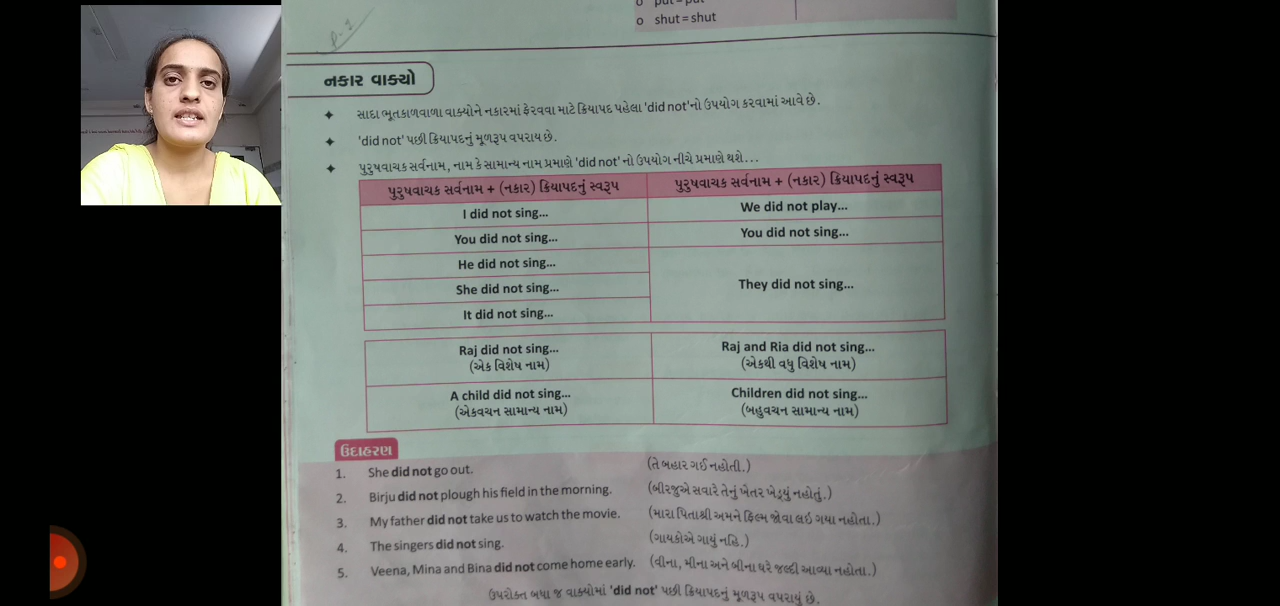 o put = put
o shut = shut
P-2
નકાર વાક્યો
સાદા ભૂતકાળવાળા વાક્યોને નકારમાં ફેરવવા માટે ક્રિયાપદ પહેલા 'did not'નો ઉપયોગ કરવામાં આવે છે.
'did not' પછી ક્રિયાપદનું મૂળરૂપ વપરાય છે.
પુરુષવાચક સર્વનામ, નામ કે સામાન્ય નામ પ્રમાણે 'did not' નો ઉપયોગ નીચે પ્રમાણે થશે...
પુરુષવાચક સર્વનામ + (નકાર) ક્રિયાપદનું સ્વરૂપ પુરુષવાચક સર્વનામ + (નકાર) ક્રિયાપદનું સ્વરૂપ
I did not sing... We did not play...
You did not sing... You did not sing...
He did not sing...
She did not sing... They did not sing...
It did not sing...
Raj did not sing... Raj and Ria did not sing...
(એક વિશેષ નામ) (એકથી વધુ વિશેષ નામ)
A child did not sing... Children did not sing...
(એકવચન સામાન્ય નામ) (બહુવચન સામાન્ય નામ)
ઉદાહરણ
1. She did not go out. (તે બહાર ગઈ નહોતી.)
2. Birju did not plough his field in the morning. (બીરજુએ સવારે તેનું ખેતર ખેડ્યું નહોતું.)
3. My father did not take us to watch the movie. (મારા પિતાશ્રી અમને ફિલ્મ જોવા લઇ ગયા નહોતા.)
4. The singers did not sing. (ગાયકોએ ગાયું નહિ.)
5. Veena, Mina and Bina did not come home early. (વીના, મીના અને બીના ઘરે જલ્દી આવ્યા નહોતા.)
ઉપરોક્ત બધા જ વાક્યોમાં 'did not' પછી ક્રિયાપદનું મૂળરૂપ વપરાયું છે.